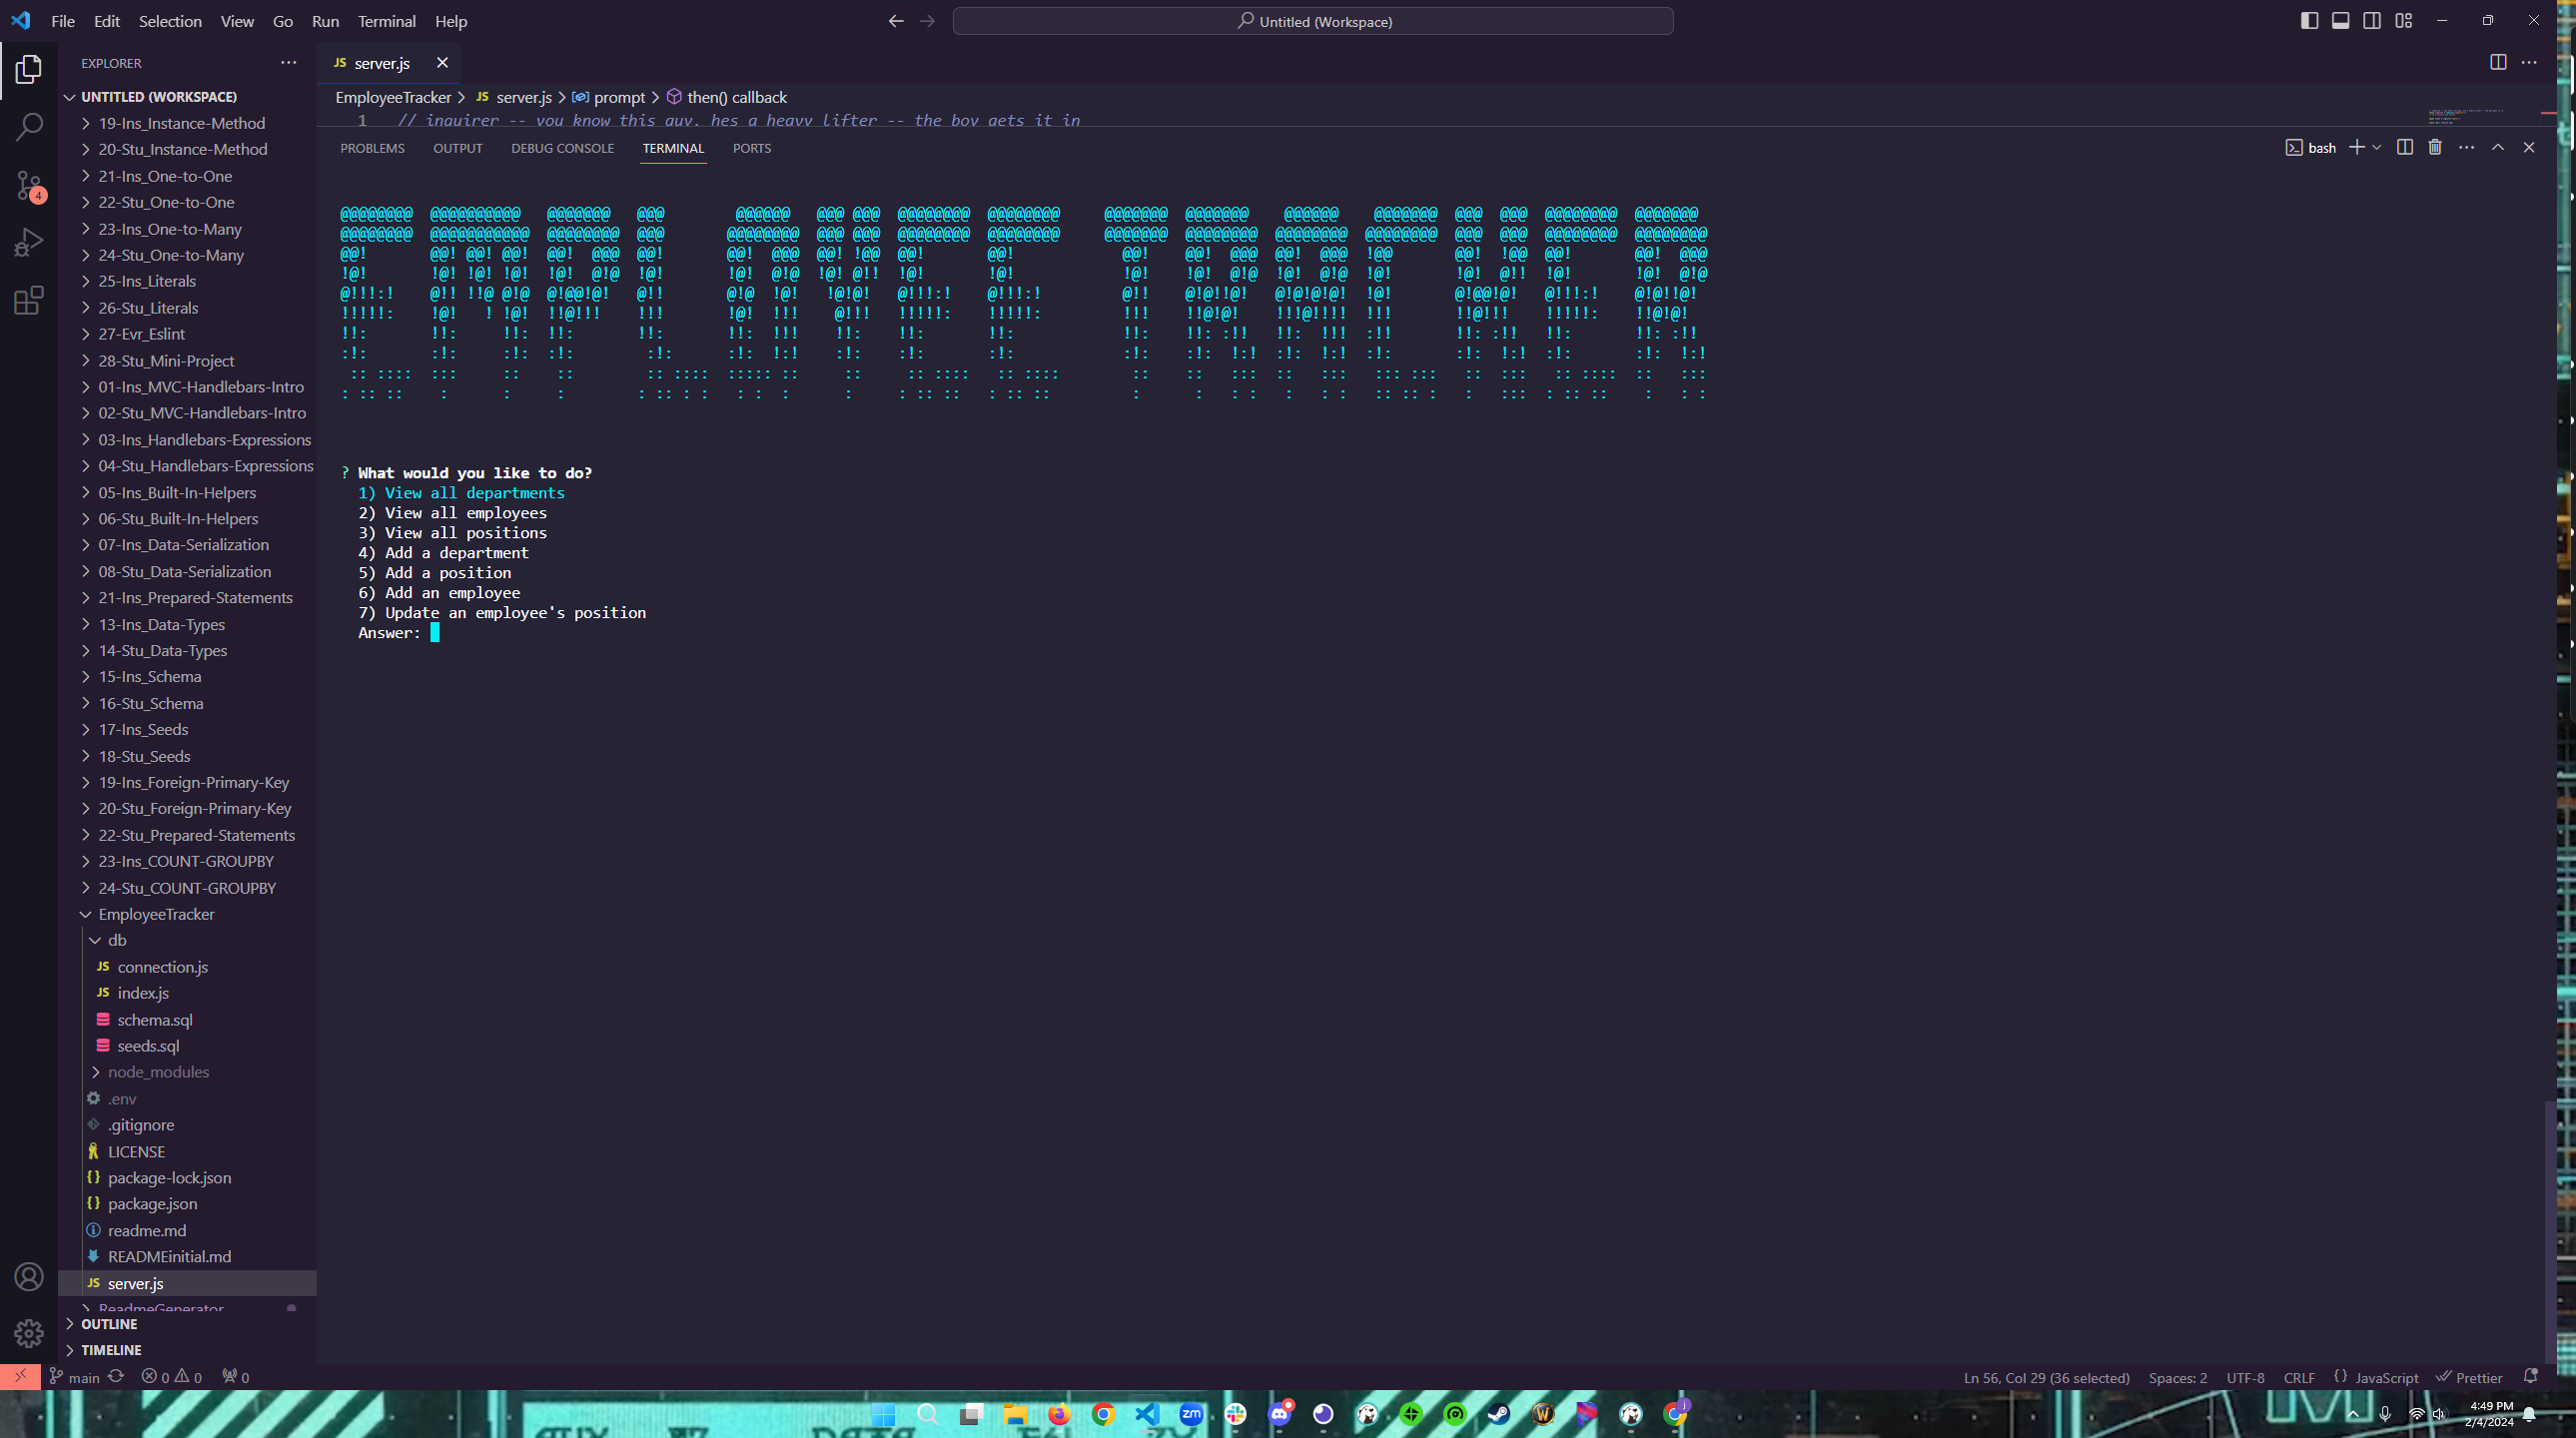 File Edit Selection View Go Run Terminal Help
Untitled (Workspace)
EXPLORER
UNTITLED (WORKSPACE)
19-Ins_Instance-Method
20-Stu_Instance-Method
21-Ins_One-to-One
22-Stu_One-to-One
23-Ins_One-to-Many
24-Stu_One-to-Many
25-Ins_Literals
26-Stu_Literals
27-Evr_Eslint
28-Stu_Mini-Project
01-Ins_MVC-Handlebars-Intro
02-Stu_MVC-Handlebars-Intro
03-Ins_Handlebars-Expressions
04-Stu_Handlebars-Expressions
05-Ins_Built-In-Helpers
06-Stu_Built-In-Helpers
07-Ins_Data-Serialization
08-Stu_Data-Serialization
21-Ins_Prepared-Statements
13-Ins_Data-Types
14-Stu_Data-Types
15-Ins_Schema
16-Stu_Schema
17-Ins_Seeds
18-Stu_Seeds
19-Ins_Foreign-Primary-Key
20-Stu_Foreign-Primary-Key
22-Stu_Prepared-Statements
23-Ins_COUNT-GROUPBY
24-Stu_COUNT-GROUPBY
EmployeeTracker
db
JS connection.js
JS index.js
schema.sql
seeds.sql
node_modules
.env
.gitignore
LICENSE
{} package-lock.json
{} package.json
readme.md
READMEinitial.md
JS server.js
ReadmeGenerator
OUTLINE
TIMELINE
JS server.js
EmployeeTracker > JS server.js > prompt > then() callback
1 // inquirer -- you know this guy, hes a heavy lifter -- the boy gets it in
PROBLEMS OUTPUT DEBUG CONSOLE TERMINAL PORTS
bash
EMPLOYEE TRACKER
? What would you like to do?
1) View all departments
2) View all employees
3) View all positions
4) Add a department
5) Add a position
6) Add an employee
7) Update an employee's position
Answer:
main 0 0 0
Ln 56, Col 29 (36 selected) Spaces: 2 UTF-8 CRLF {} JavaScript Prettier
4
zm
4:49 PM
2/4/2024